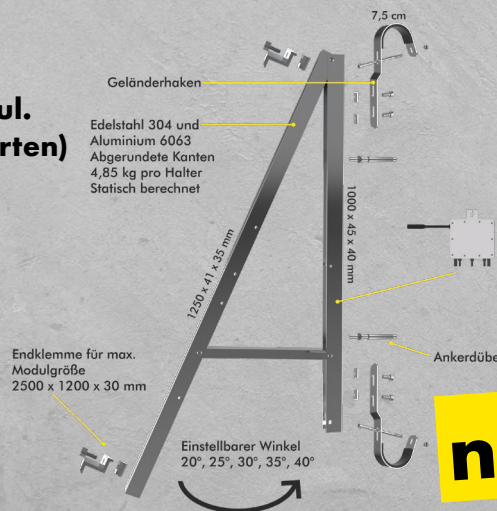 7,5 cm
Geländerhaken
ul.
rten)
Edelstahl 304 und
Aluminium 6063
Abgerundete Kanten
4,85 kg pro Halter
Statisch berechnet
1250 x 41 x 35 mm
1000 x 45 x 40 mm
Endklemme für max.
Modulgröße
2500 x 1200 x 30 mm
Ankerdübe
Einstellbarer Winkel
20°, 25°, 30°, 35°, 40°
n